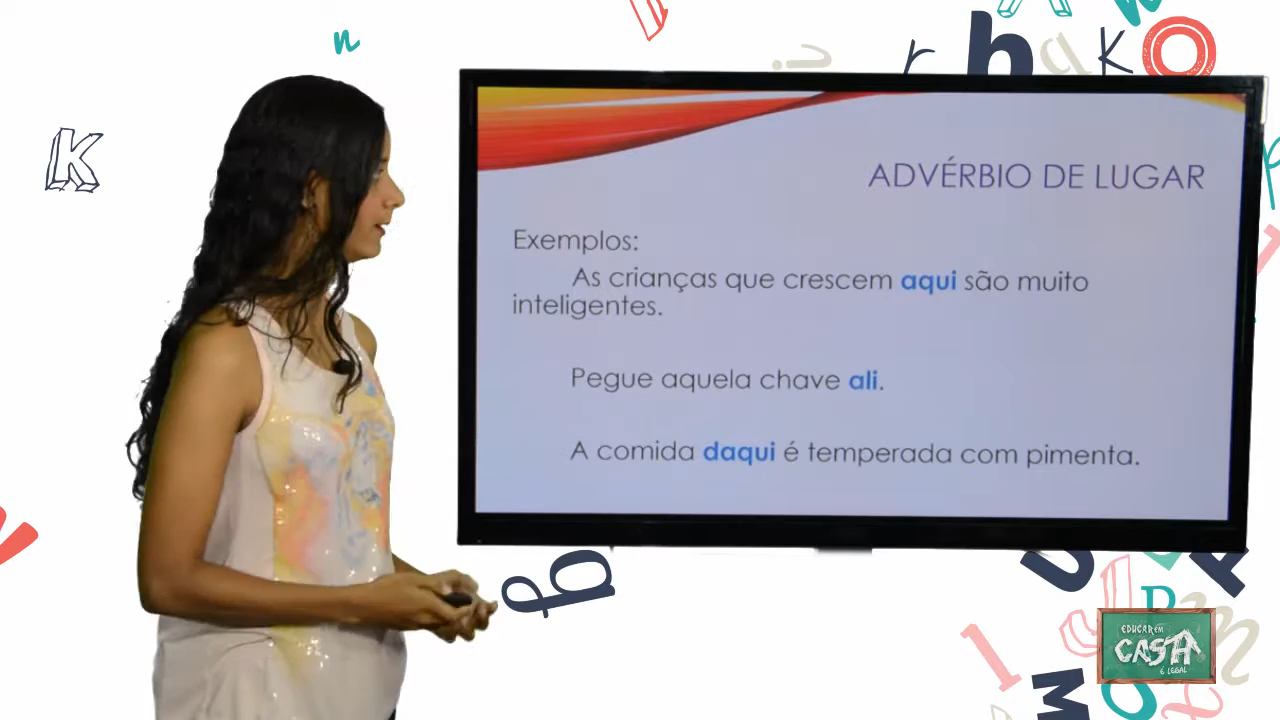 ADVÉRBIO DE LUGAR
Exemplos:
As crianças que crescem aqui são muito
inteligentes.
Pegue aquela chave ali.
A comida daqui é temperada com pimenta.
EDUCAR EM
CASA
É LEGAL